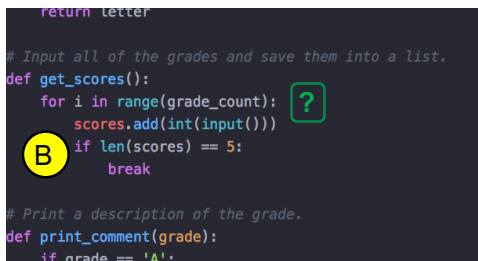 return letter
# Input all of the grades and save them into a list.
def get_scores():
    for i in range(grade_count): ?
        scores.add(int(input()))
B if len(scores) == 5:
            break
# Print a description of the grade.
def print_comment(grade):
    if grade == 'A':